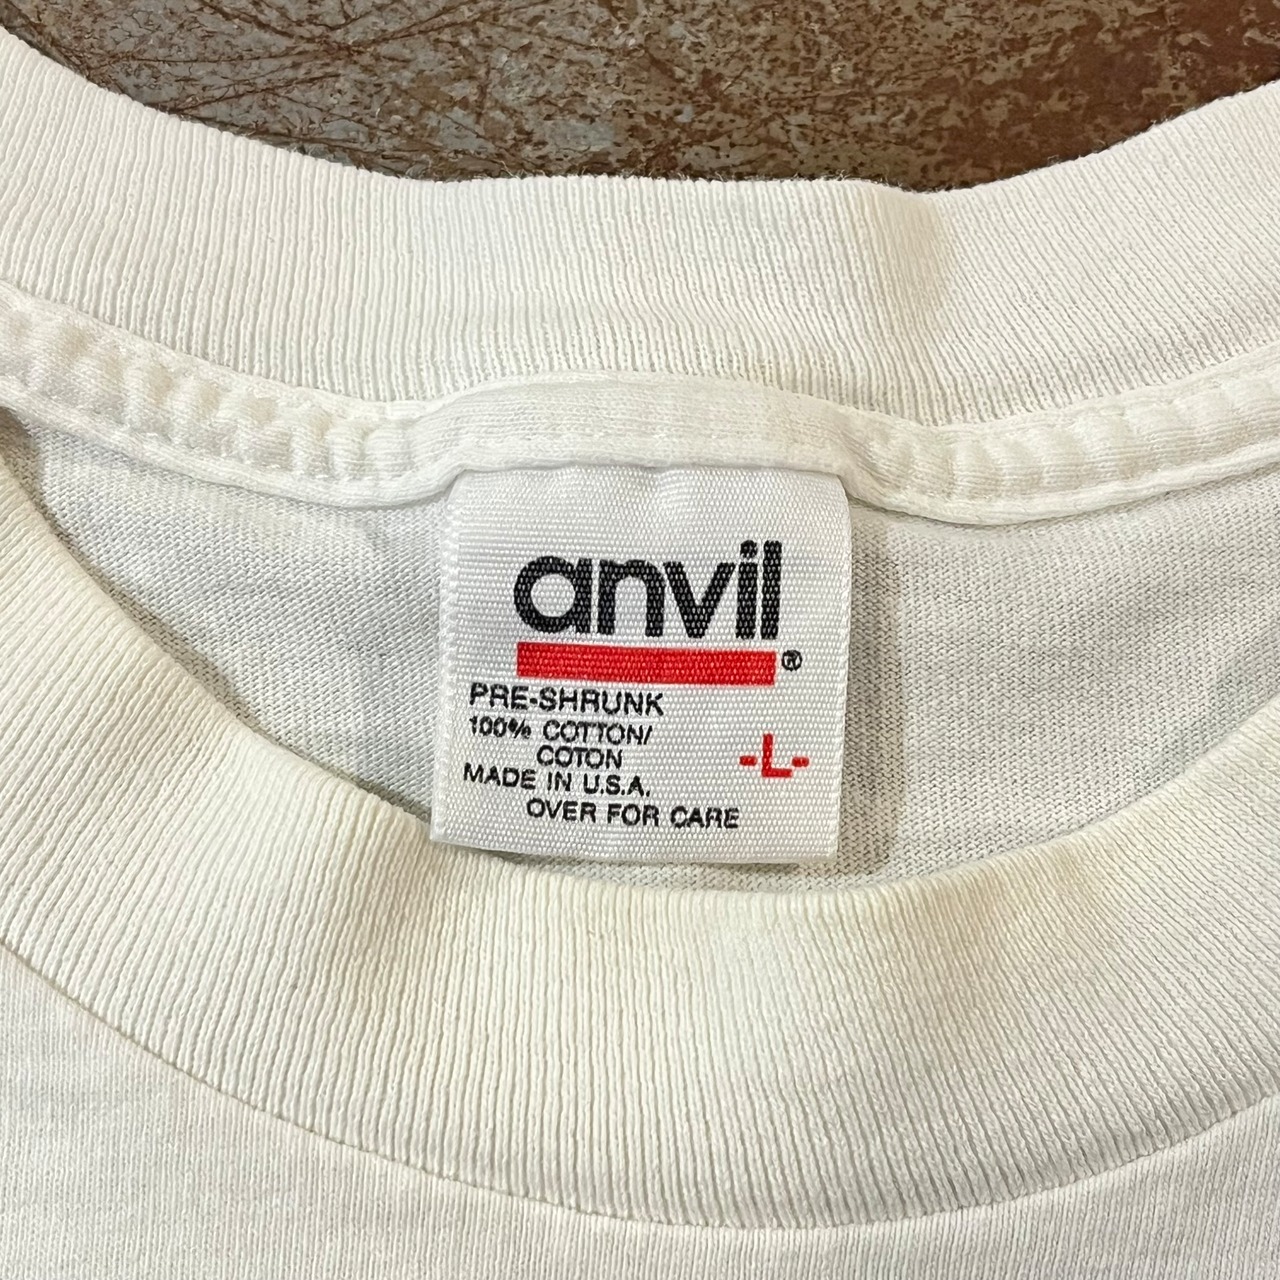 anvil®
PRE-SHRUNK
100% COTTON/
COTON
-L-
MADE IN U.S.A.
OVER FOR CARE